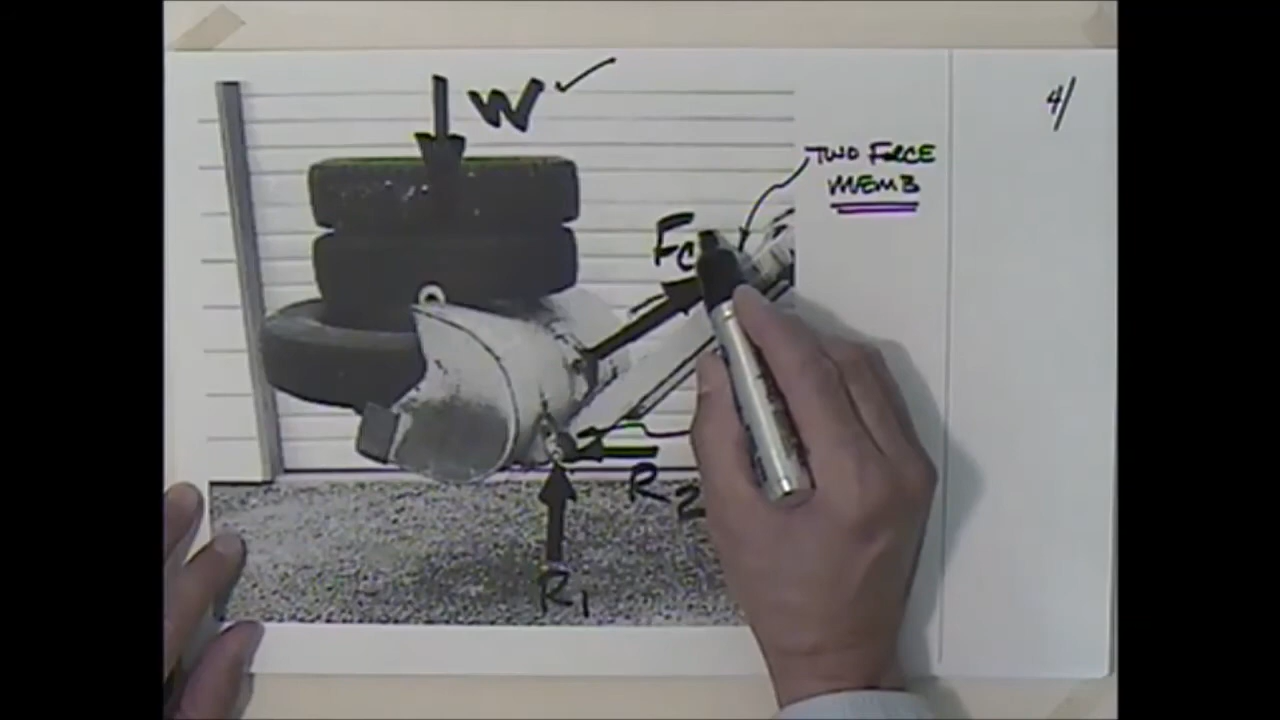 W ✓
4/
TWO FORCE
MEMB
Fc
R2
R1